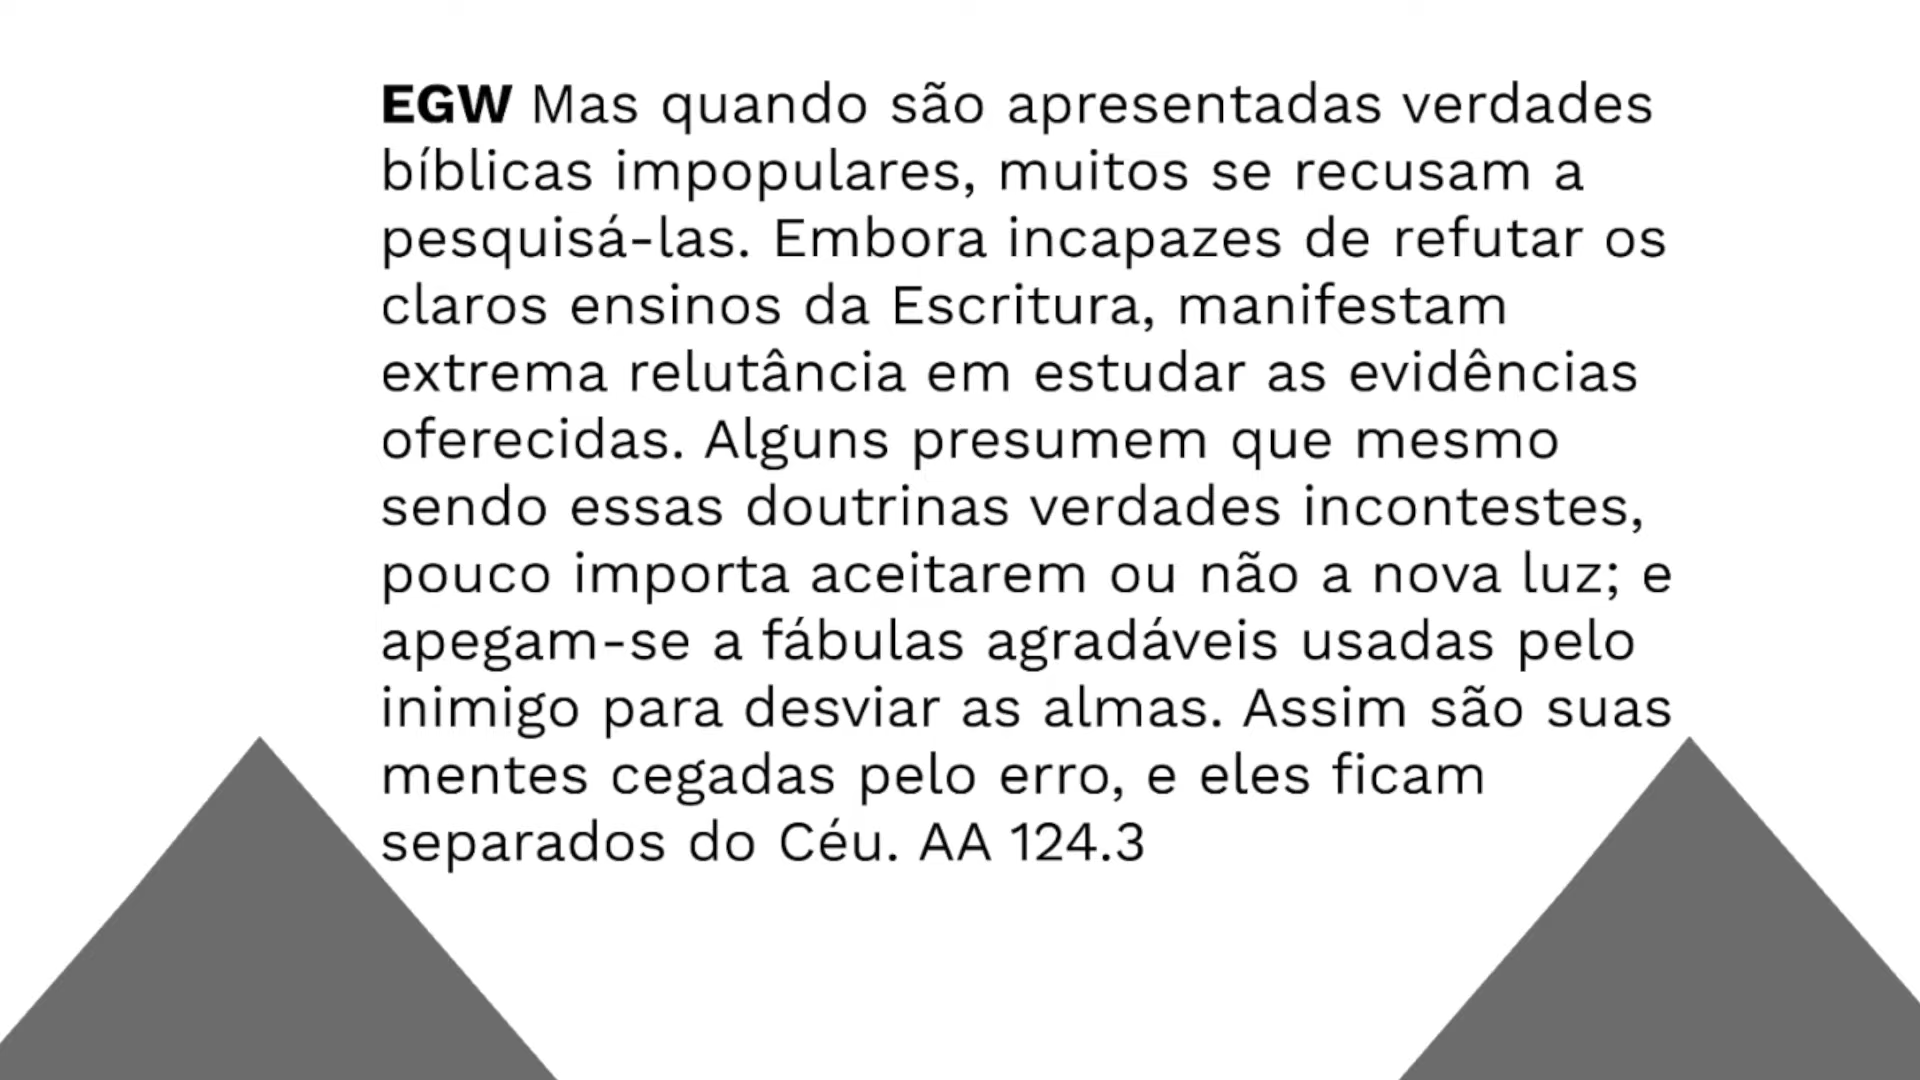 EGW Mas quando são apresentadas verdades
bíblicas impopulares, muitos se recusam a
pesquisá-las. Embora incapazes de refutar os
claros ensinos da Escritura, manifestam
extrema relutância em estudar as evidências
oferecidas. Alguns presumem que mesmo
sendo essas doutrinas verdades incontestes,
pouco importa aceitarem ou não a nova luz; e
apegam-se a fábulas agradáveis usadas pelo
inimigo para desviar as almas. Assim são suas
mentes cegadas pelo erro, e eles ficam
separados do Céu. AA 124.3